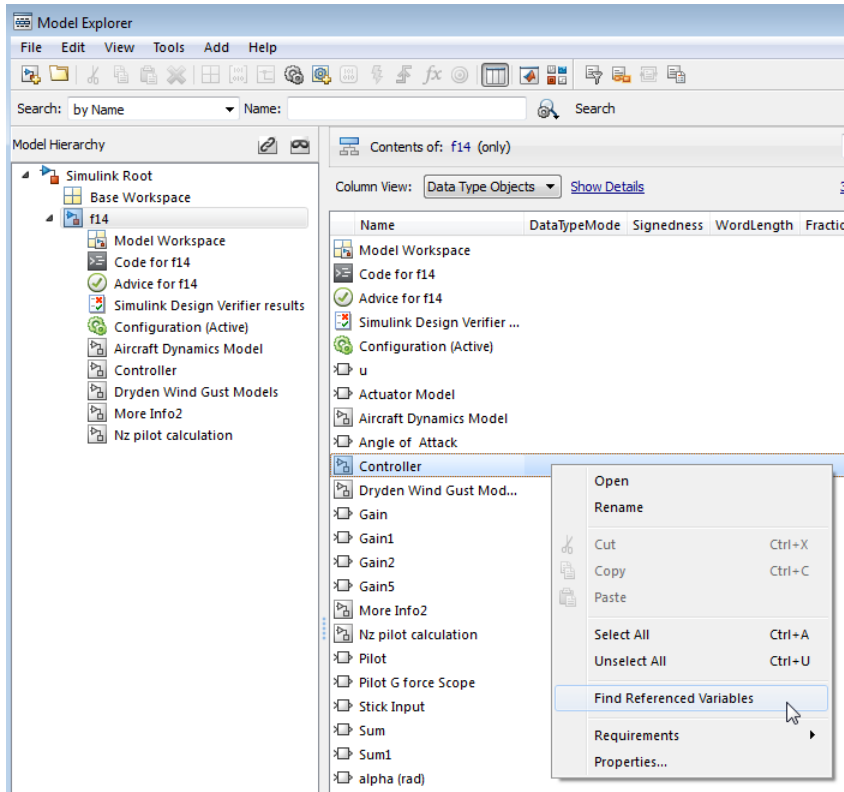 Model Explorer
File Edit View Tools Add Help
fx
Search: by Name Name: Search
Model Hierarchy
Simulink Root
Base Workspace
f14
Model Workspace
Code for f14
Advice for f14
Simulink Design Verifier results
Configuration (Active)
Aircraft Dynamics Model
Controller
Dryden Wind Gust Models
More Info2
Nz pilot calculation
Contents of: f14 (only)
Column View: Data Type Objects Show Details
Name DataTypeMode Signedness WordLength Fractic
Model Workspace
Code for f14
Advice for f14
Simulink Design Verifier ...
Configuration (Active)
u
Actuator Model
Aircraft Dynamics Model
Angle of Attack
Controller
Dryden Wind Gust Mod...
Gain
Gain1
Gain2
Gain5
More Info2
Nz pilot calculation
Pilot
Pilot G force Scope
Stick Input
Sum
Sum1
alpha (rad)
Open
Rename
Cut Ctrl+X
Copy Ctrl+C
Paste
Select All Ctrl+A
Unselect All Ctrl+U
Find Referenced Variables
Requirements
Properties...